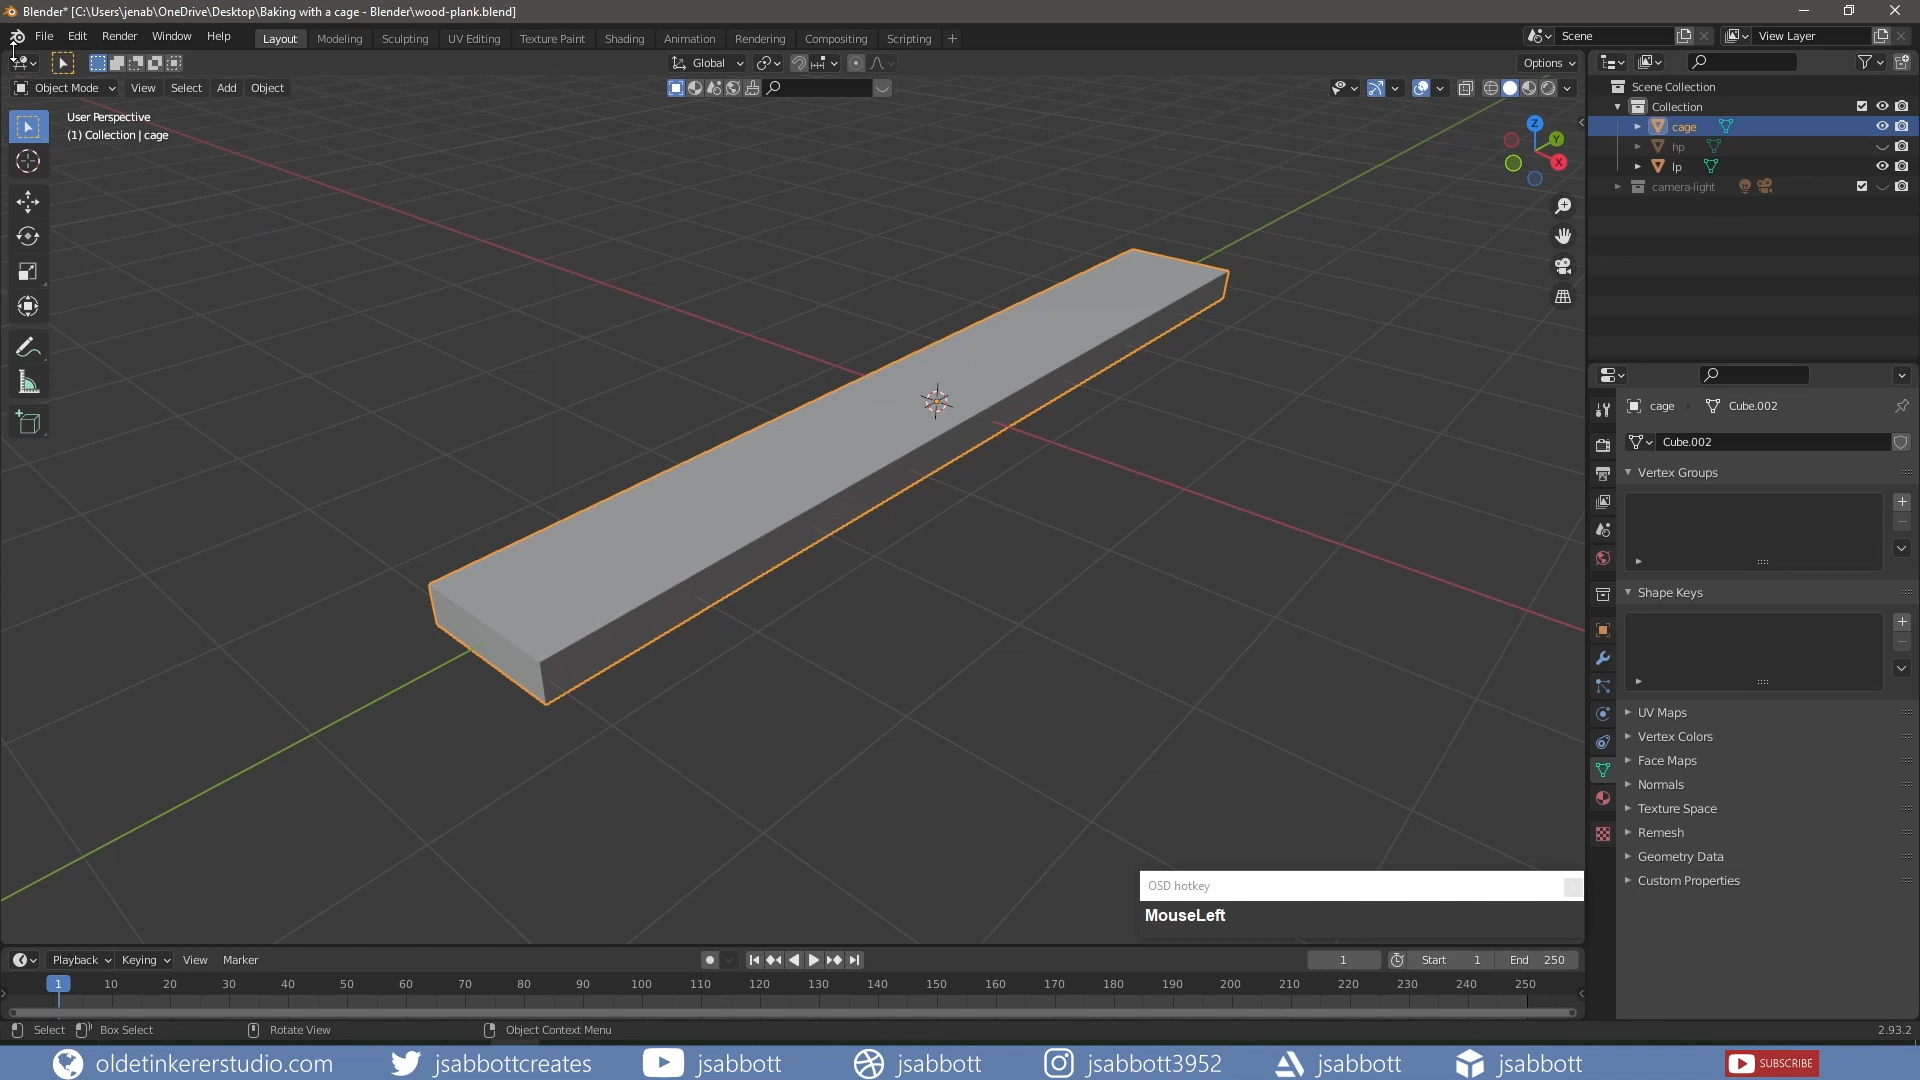 Blender* [C:\Users\jenab\OneDrive\Desktop\Baking with a cage - Blender\wood-plank.blend]
File Edit Render Window Help Layout Modeling Sculpting UV Editing Texture Paint Shading Animation Rendering Compositing Scripting + Scene View Layer
Global Options
Object Mode View Select Add Object
User Perspective
(1) Collection | cage
Z
Y
X
Scene Collection
Collection
cage
hp
lp
camera-light
cage Cube.002
Cube.002
Vertex Groups
Shape Keys
UV Maps
Vertex Colors
Face Maps
Normals
Texture Space
Remesh
Geometry Data
Custom Properties
OSD hotkey
MouseLeft
Playback Keying View Marker 1 Start 1 End 250
1 10 20 30 40 50 60 70 80 90 100 110 120 130 140 150 160 170 180 190 200 210 220 230 240 250
Select Box Select Rotate View Object Context Menu 2.93.2
oldetinkererstudio.com jsabbottcreates jsabbott jsabbott jsabbott3952 jsabbott jsabbott SUBSCRIBE